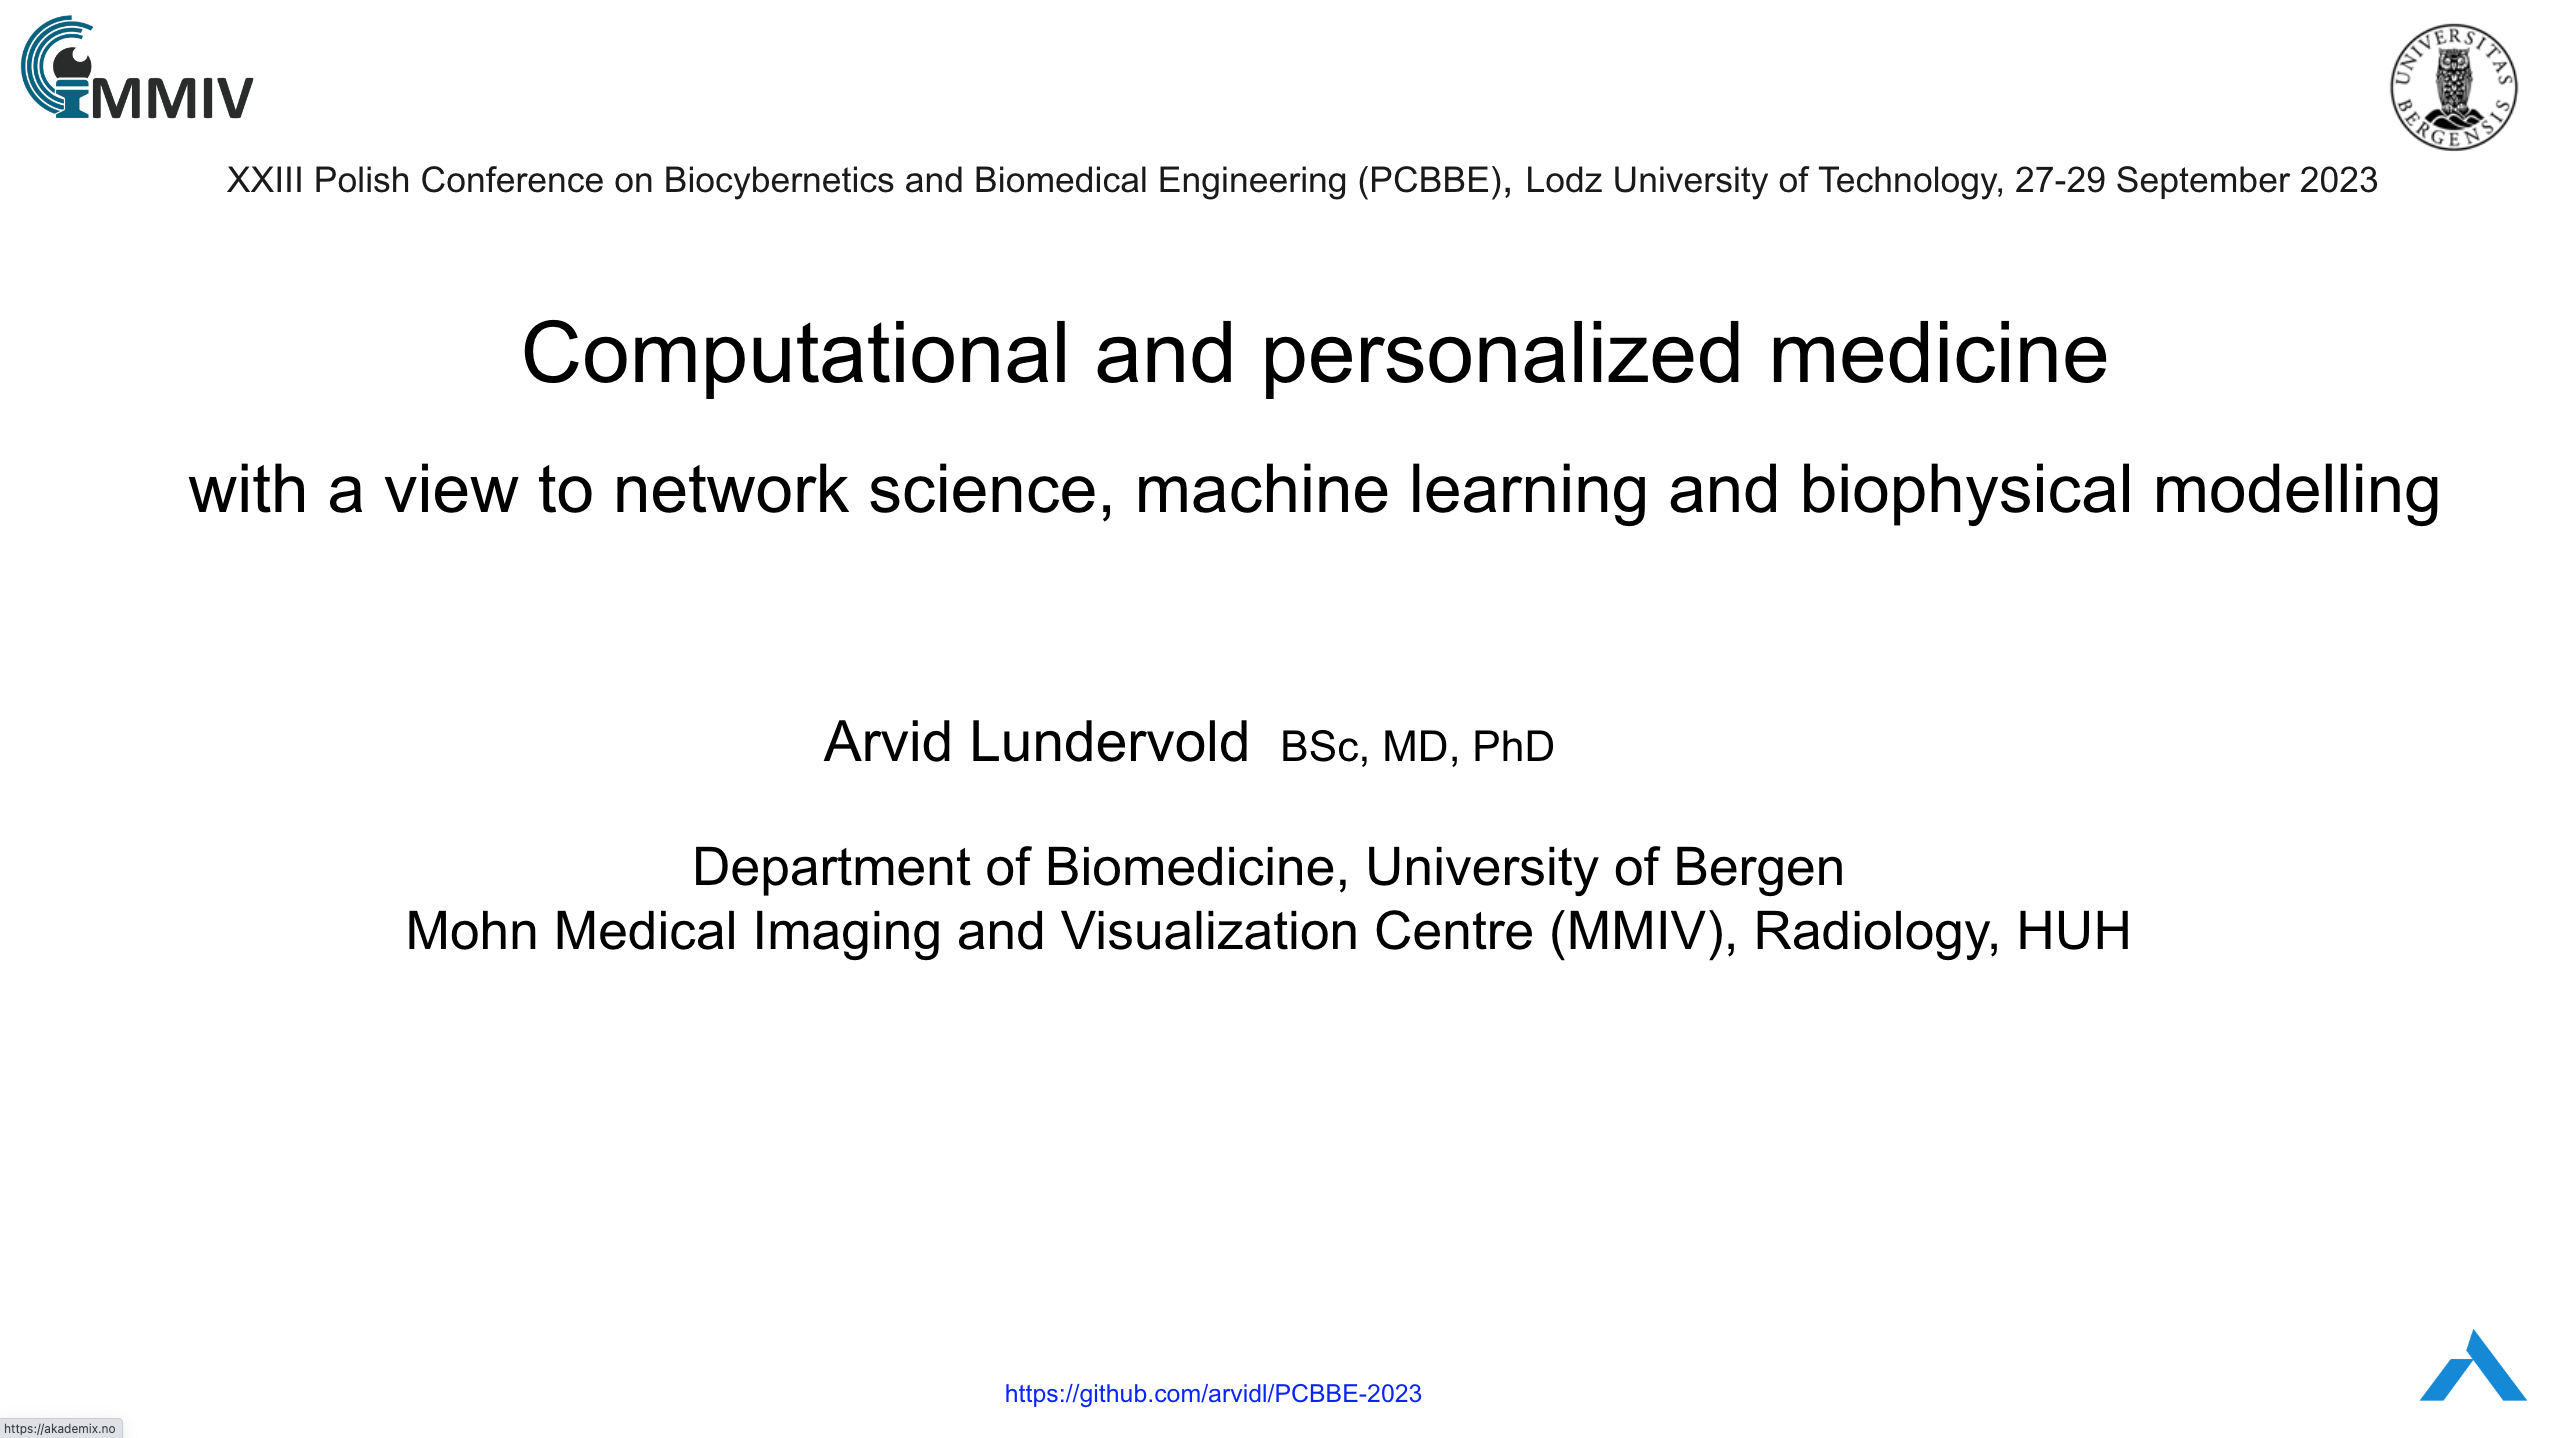 MMIV
UNIVERSITAS BERGENSIS
XXIII Polish Conference on Biocybernetics and Biomedical Engineering (PCBBE), Lodz University of Technology, 27-29 September 2023
Computational and personalized medicine
with a view to network science, machine learning and biophysical modelling
Arvid Lundervold BSc, MD, PhD
Department of Biomedicine, University of Bergen
Mohn Medical Imaging and Visualization Centre (MMIV), Radiology, HUH
https://github.com/arvidl/PCBBE-2023
https://akademix.no